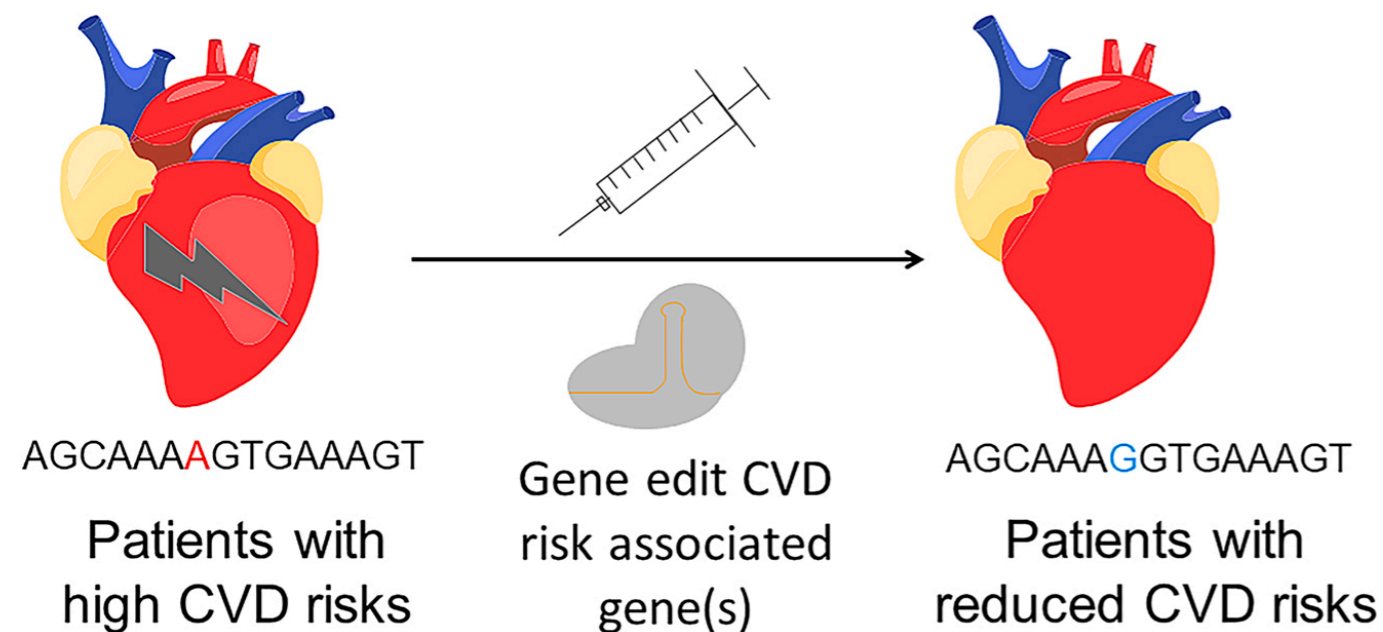 AGCAAAAGTGAAAGT
Patients with
high CVD risks
Gene edit CVD
risk associated
gene(s)
AGCAAAGGTGAAAGT
Patients with
reduced CVD risks